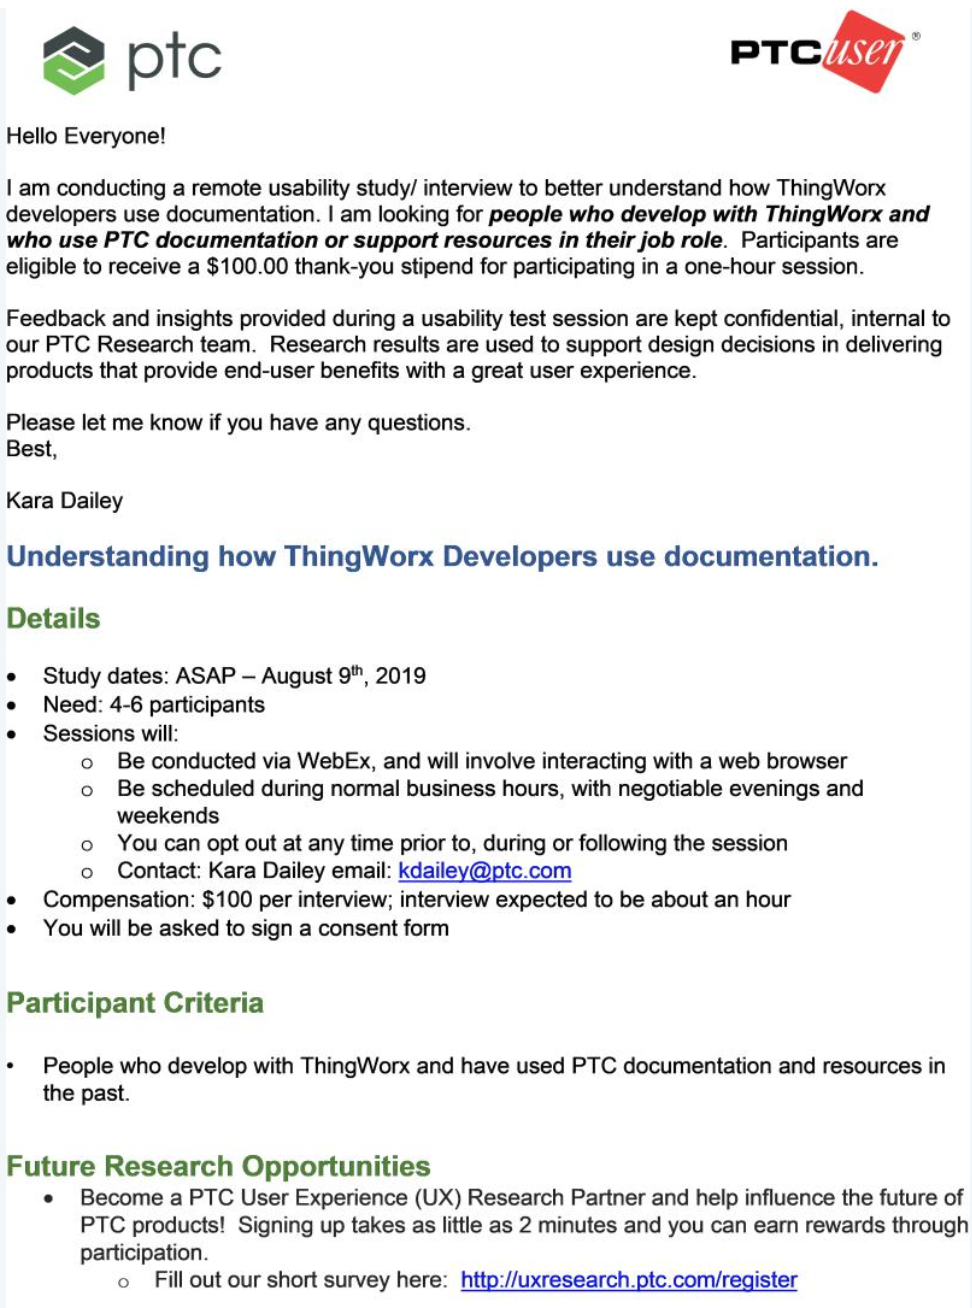 ptc
PTCuser®
Hello Everyone!
I am conducting a remote usability study/ interview to better understand how ThingWorx
developers use documentation. I am looking for people who develop with ThingWorx and
who use PTC documentation or support resources in their job role.  Participants are
eligible to receive a $100.00 thank-you stipend for participating in a one-hour session.
Feedback and insights provided during a usability test session are kept confidential, internal to
our PTC Research team.  Research results are used to support design decisions in delivering
products that provide end-user benefits with a great user experience.
Please let me know if you have any questions.
Best,
Kara Dailey
Understanding how ThingWorx Developers use documentation.
Details
• Study dates: ASAP – August 9th, 2019
• Need: 4-6 participants
• Sessions will:
o Be conducted via WebEx, and will involve interacting with a web browser
o Be scheduled during normal business hours, with negotiable evenings and
weekends
o You can opt out at any time prior to, during or following the session
o Contact: Kara Dailey email: kdailey@ptc.com
• Compensation: $100 per interview; interview expected to be about an hour
• You will be asked to sign a consent form
Participant Criteria
• People who develop with ThingWorx and have used PTC documentation and resources in
the past.
Future Research Opportunities
• Become a PTC User Experience (UX) Research Partner and help influence the future of
PTC products!  Signing up takes as little as 2 minutes and you can earn rewards through
participation.
o Fill out our short survey here:  http://uxresearch.ptc.com/register